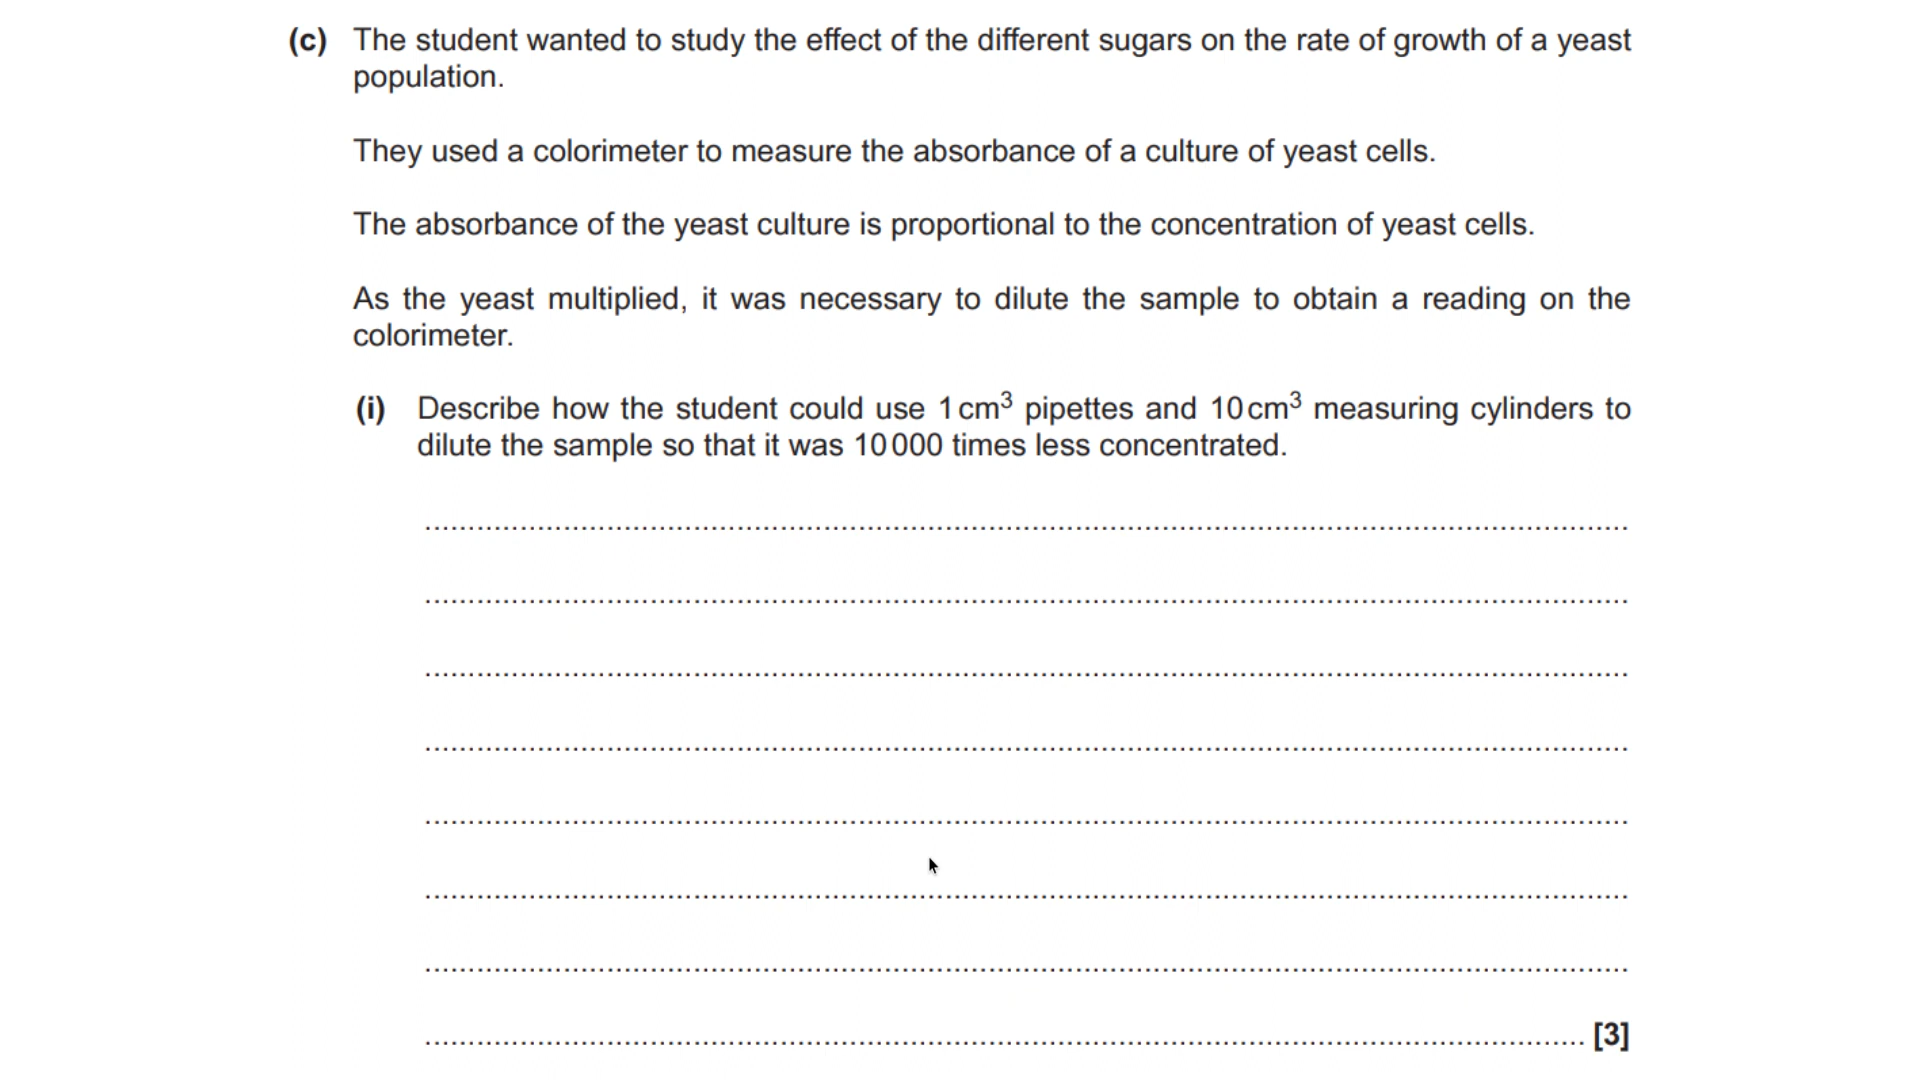 (c) The student wanted to study the effect of the different sugars on the rate of growth of a yeast
population.
They used a colorimeter to measure the absorbance of a culture of yeast cells.
The absorbance of the yeast culture is proportional to the concentration of yeast cells.
As the yeast multiplied, it was necessary to dilute the sample to obtain a reading on the
colorimeter.
(i) Describe how the student could use 1 cm³ pipettes and 10 cm³ measuring cylinders to
dilute the sample so that it was 10 000 times less concentrated.
[3]